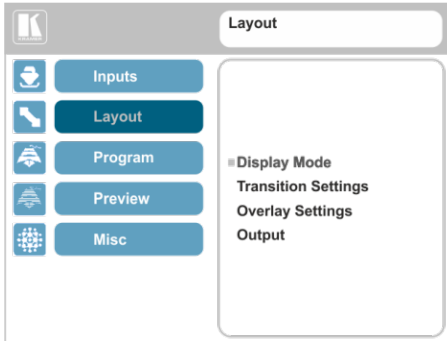 Layout
Inputs
Layout
Program
Preview
Misc
Display Mode
Transition Settings
Overlay Settings
Output